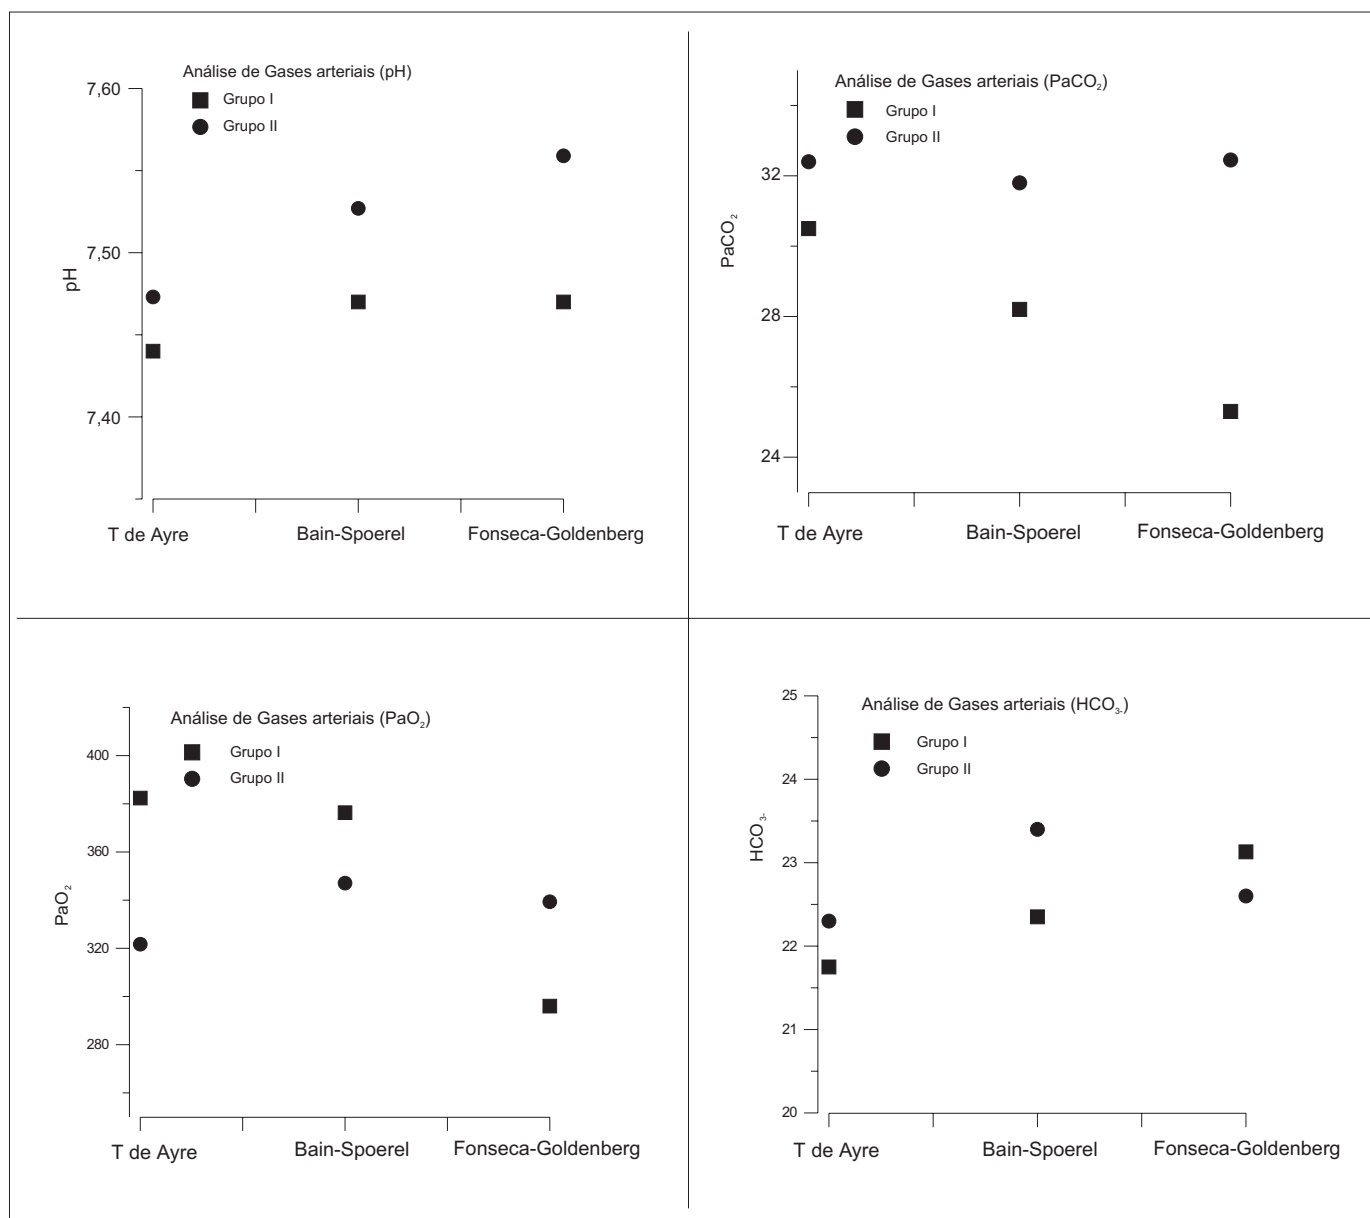 Análise de Gases arteriais (pH)
Grupo I
Grupo II
7,60
7,50
7,40
pH
T de Ayre
Bain-Spoerel
Fonseca-Goldenberg
Análise de Gases arteriais (PaCO₂)
Grupo I
Grupo II
32
28
24
PaCO₂
T de Ayre
Bain-Spoerel
Fonseca-Goldenberg
Análise de Gases arteriais (PaO₂)
Grupo I
Grupo II
400
360
320
280
PaO₂
T de Ayre
Bain-Spoerel
Fonseca-Goldenberg
Análise de Gases arteriais (HCO₃₋)
Grupo I
Grupo II
25
24
23
22
21
20
HCO₃₋
T de Ayre
Bain-Spoerel
Fonseca-Goldenberg